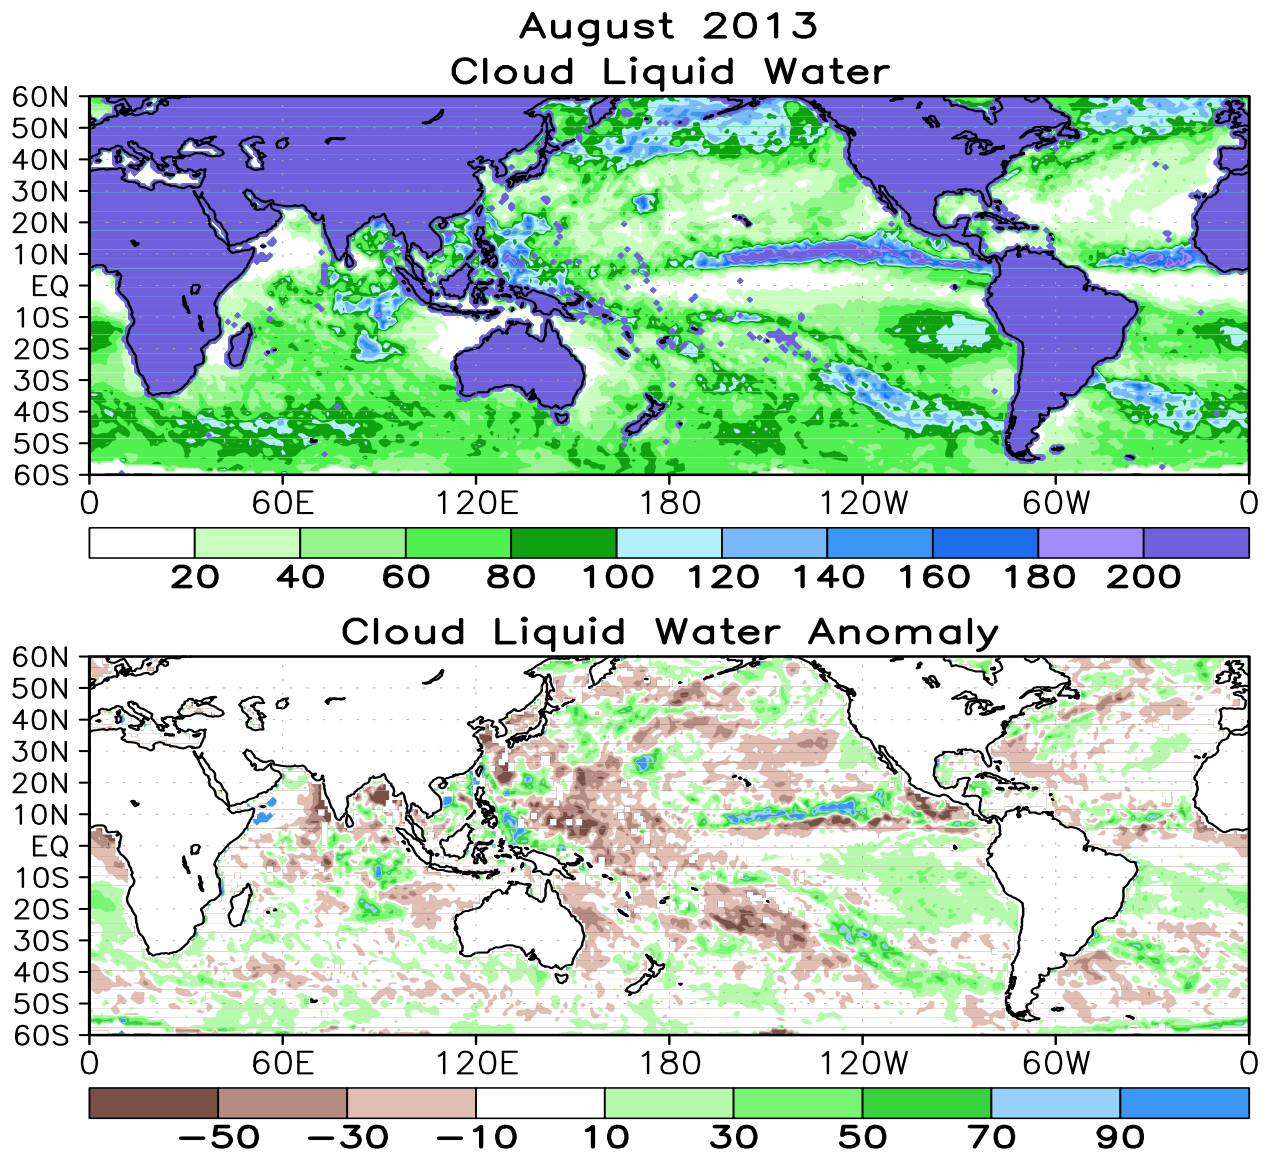 August 2013
Cloud Liquid Water
60N
50N
40N
30N
20N
10N
EQ
10S
20S
30S
40S
50S
60S
0 60E 120E 180 120W 60W 0
20 40 60 80 100 120 140 160 180 200
Cloud Liquid Water Anomaly
60N
50N
40N
30N
20N
10N
EQ
10S
20S
30S
40S
50S
60S
0 60E 120E 180 120W 60W 0
−50 −30 −10 10 30 50 70 90